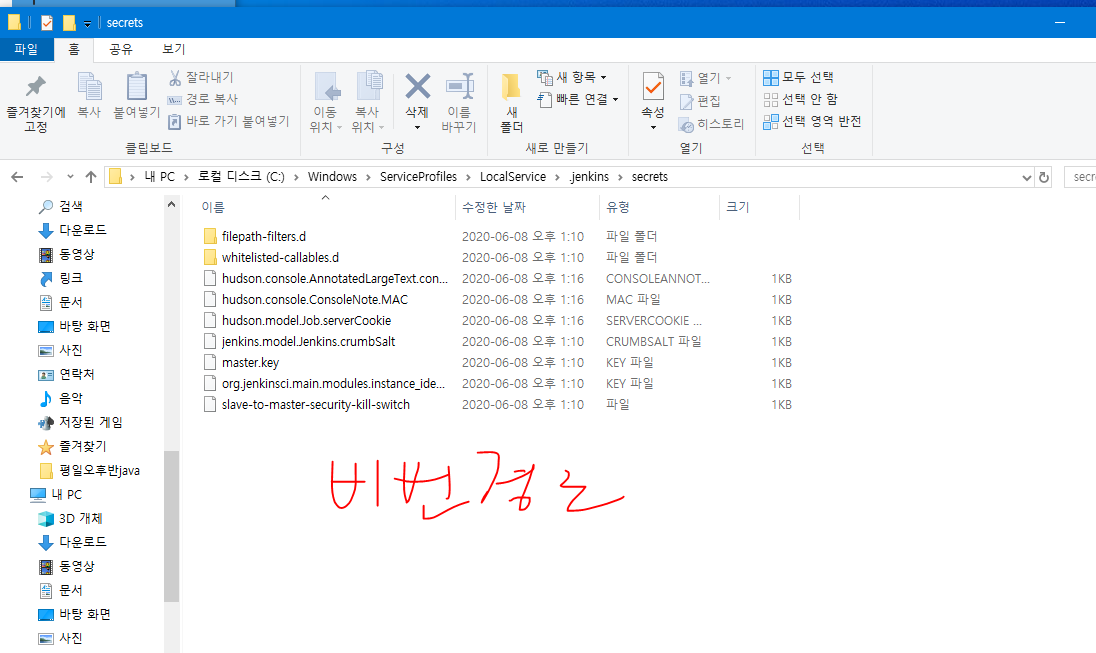 secrets
파일 홈 공유 보기
즐겨찾기에 고정
복사
붙여넣기
잘라내기
경로 복사
바로 가기 붙여넣기
클립보드
이동 위치
복사 위치
삭제
이름 바꾸기
구성
새 폴더
새 항목
빠른 연결
새로 만들기
속성
열기
편집
히스토리
열기
모두 선택
선택 안 함
선택 영역 반전
선택
내 PC > 로컬 디스크 (C:) > Windows > ServiceProfiles > LocalService > .jenkins > secrets
secre
검색
다운로드
동영상
링크
문서
바탕 화면
사진
연락처
음악
저장된 게임
즐겨찾기
평일오후반java
내 PC
3D 개체
다운로드
동영상
문서
바탕 화면
사진
이름 수정한 날짜 유형 크기
filepath-filters.d 2020-06-08 오후 1:10 파일 폴더
whitelisted-callables.d 2020-06-08 오후 1:10 파일 폴더
hudson.console.AnnotatedLargeText.con... 2020-06-08 오후 1:16 CONSOLEANNOT... 1KB
hudson.console.ConsoleNote.MAC 2020-06-08 오후 1:16 MAC 파일 1KB
hudson.model.Job.serverCookie 2020-06-08 오후 1:16 SERVERCOOKIE ... 1KB
jenkins.model.Jenkins.crumbSalt 2020-06-08 오후 1:10 CRUMBSALT 파일 1KB
master.key 2020-06-08 오후 1:10 KEY 파일 1KB
org.jenkinsci.main.modules.instance_ide... 2020-06-08 오후 1:10 KEY 파일 1KB
slave-to-master-security-kill-switch 2020-06-08 오후 1:10 파일 1KB
비번경로